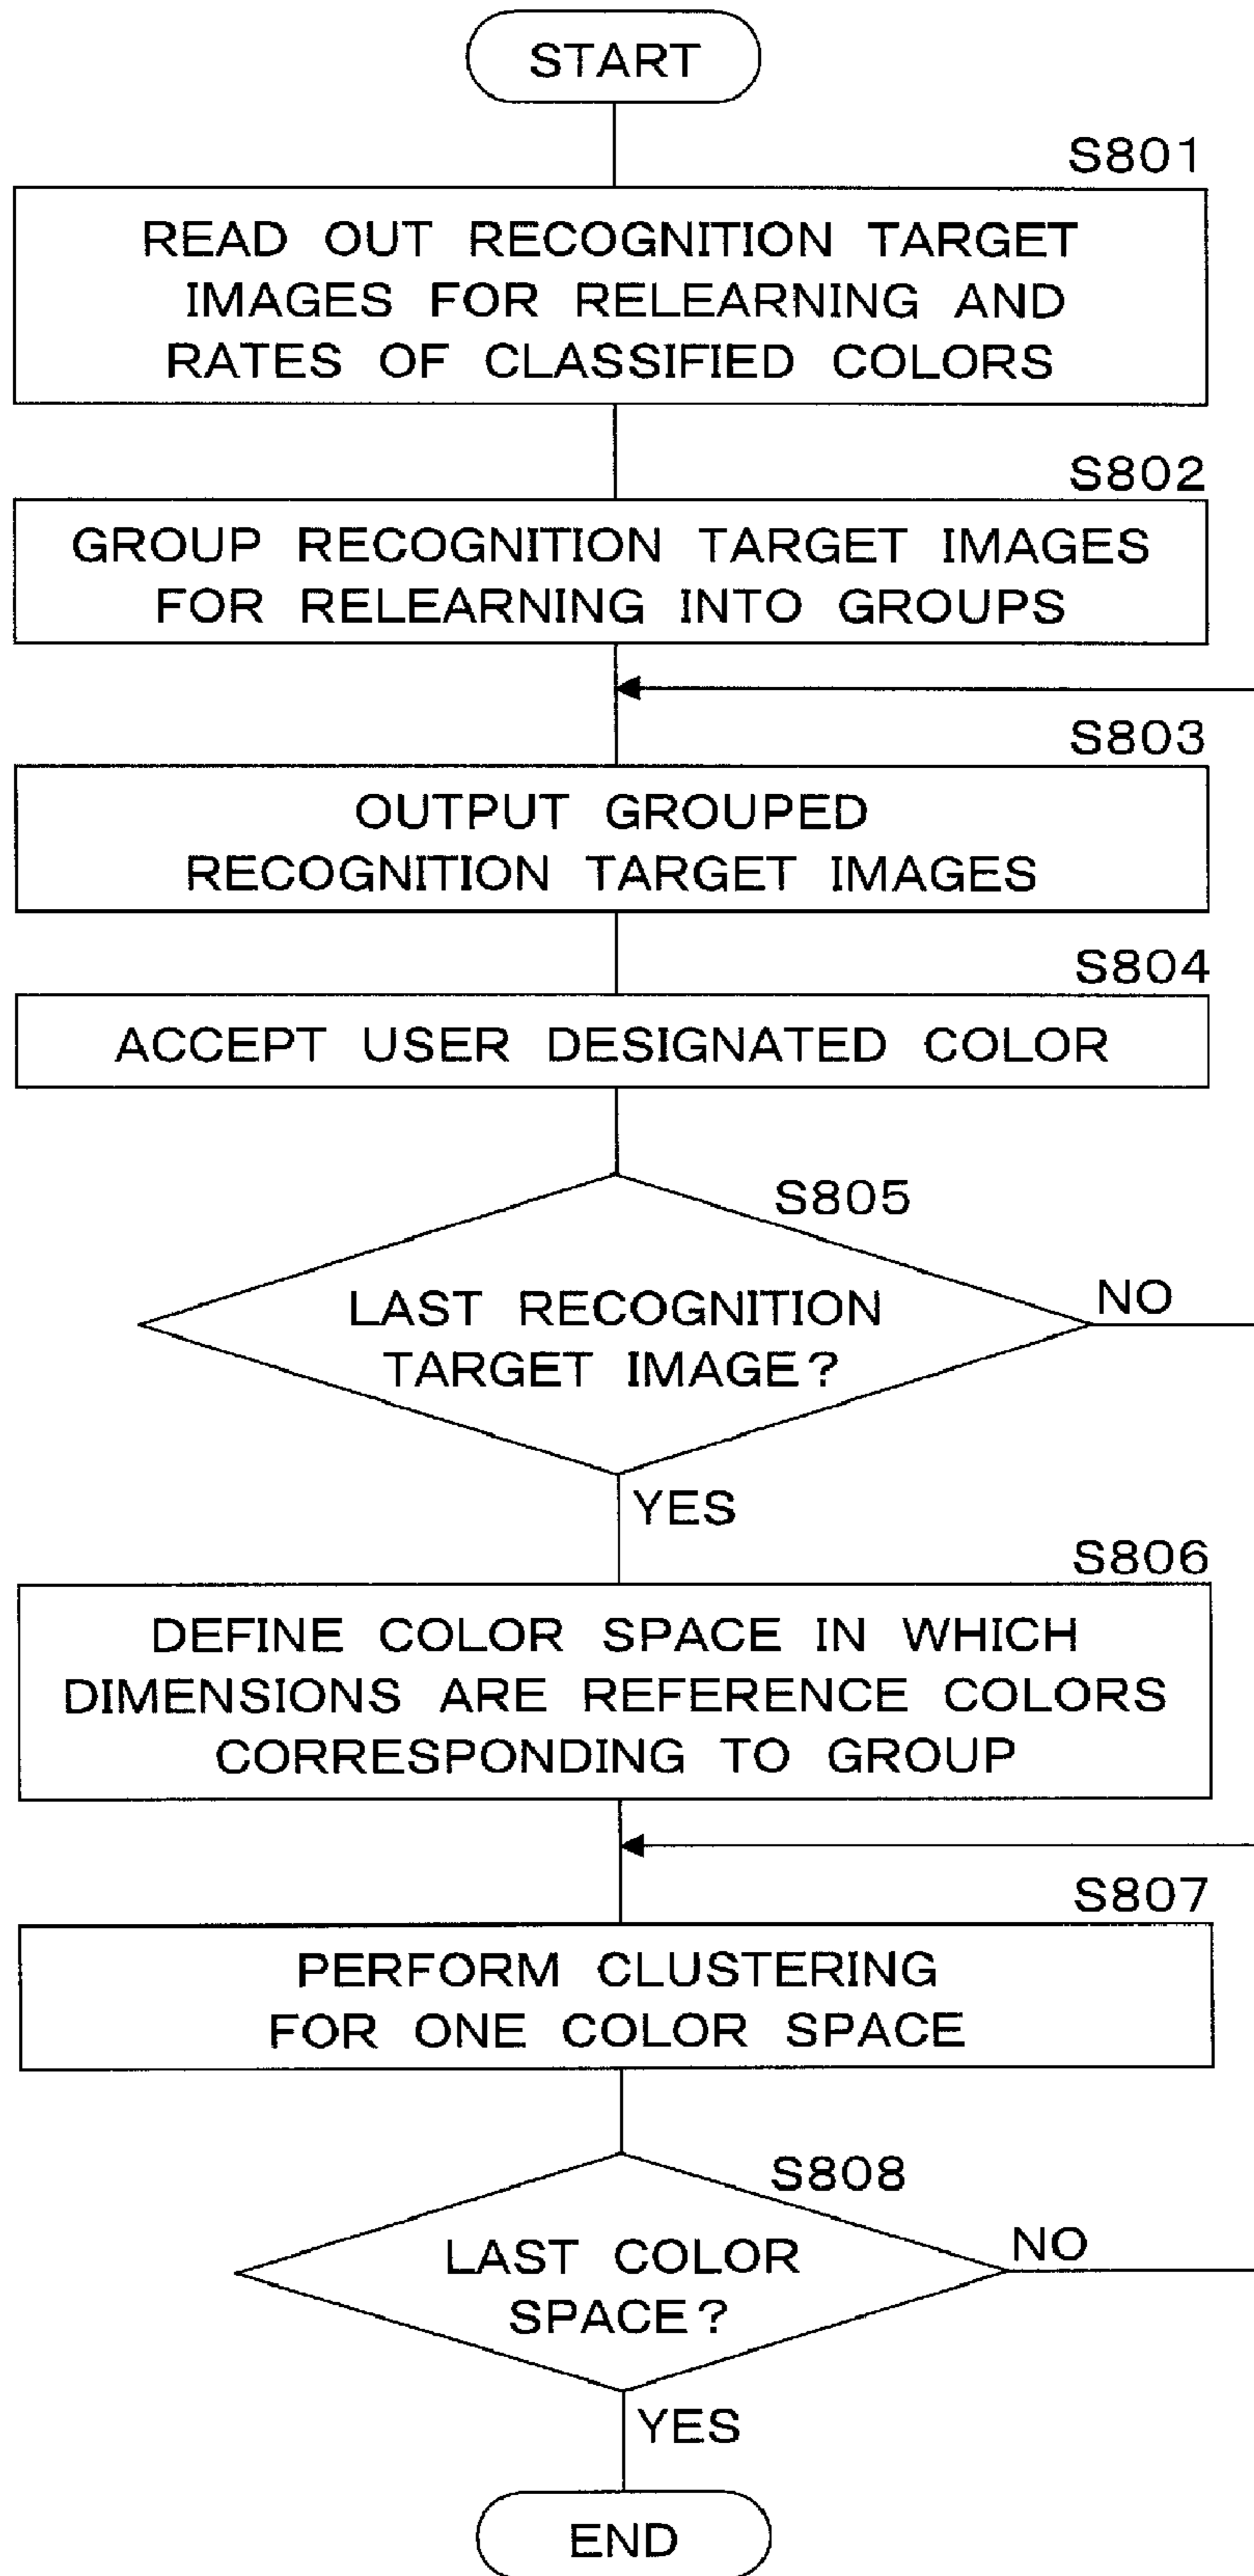 START
S801
READ OUT RECOGNITION TARGET
IMAGES FOR RELEARNING AND
RATES OF CLASSIFIED COLORS
S802
GROUP RECOGNITION TARGET IMAGES
FOR RELEARNING INTO GROUPS
S803
OUTPUT GROUPED
RECOGNITION TARGET IMAGES
S804
ACCEPT USER DESIGNATED COLOR
S805
LAST RECOGNITION
TARGET IMAGE?
NO
YES
S806
DEFINE COLOR SPACE IN WHICH
DIMENSIONS ARE REFERENCE COLORS
CORRESPONDING TO GROUP
S807
PERFORM CLUSTERING
FOR ONE COLOR SPACE
S808
LAST COLOR
SPACE?
NO
YES
END